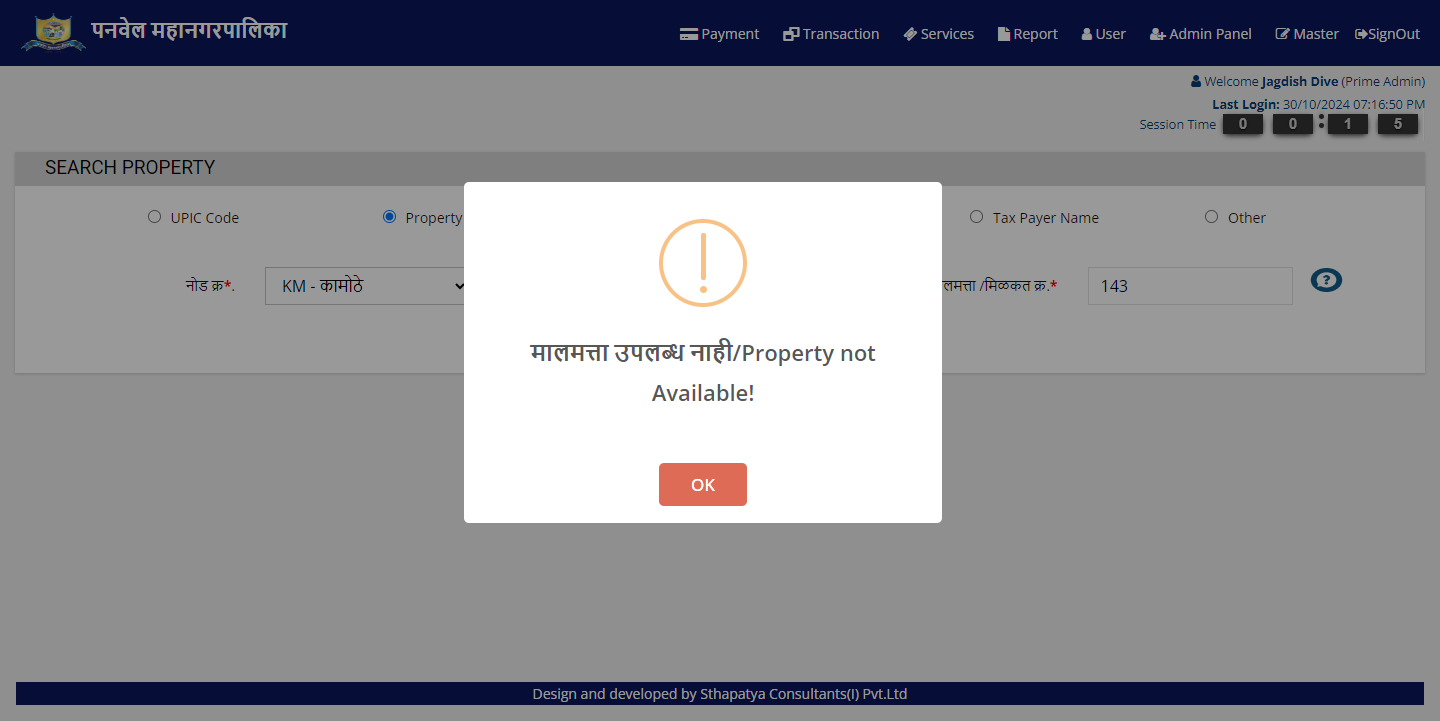 पनवेल महानगरपालिका
Payment Transaction Services Report User Admin Panel Master SignOut
Welcome Jagdish Dive (Prime Admin)
Last Login: 30/10/2024 07:16:50 PM
Session Time 0 0 : 1 5
SEARCH PROPERTY
UPIC Code Property Tax Payer Name Other
नोड क्र*. KM - कामोठे लमत्ता /मिळकत क्र.* 143
मालमत्ता उपलब्ध नाही/Property not
Available!
OK
Design and developed by Sthapatya Consultants(I) Pvt.Ltd